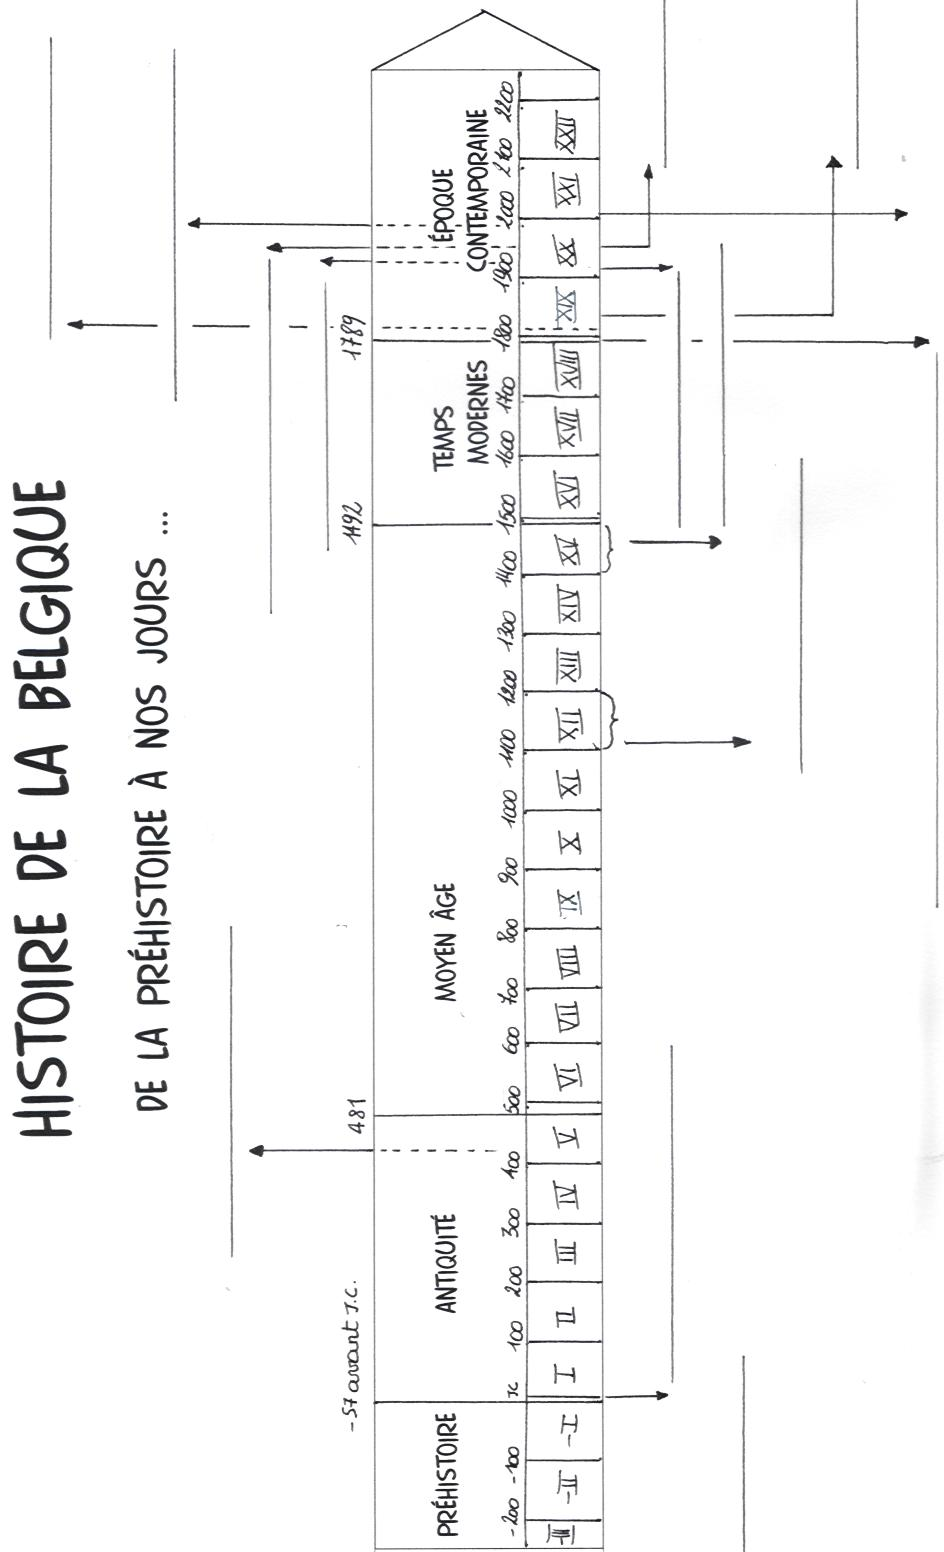 HISTOIRE DE LA BELGIQUE
DE LA PRÉHISTOIRE À NOS JOURS ...
-57 avant J.C. 481 1492 1789
PRÉHISTOIRE ANTIQUITÉ MOYEN ÂGE TEMPS MODERNES ÉPOQUE CONTEMPORAINE
-200 -100 JC 100 200 300 400 500 600 700 800 900 1000 1100 1200 1300 1400 1500 1600 1700 1800 1900 2000 2100 2200
-III -II -I I II III IV V VI VII VIII IX X XI XII XIII XIV XV XVI XVII XVIII XIX XX XXI XXII